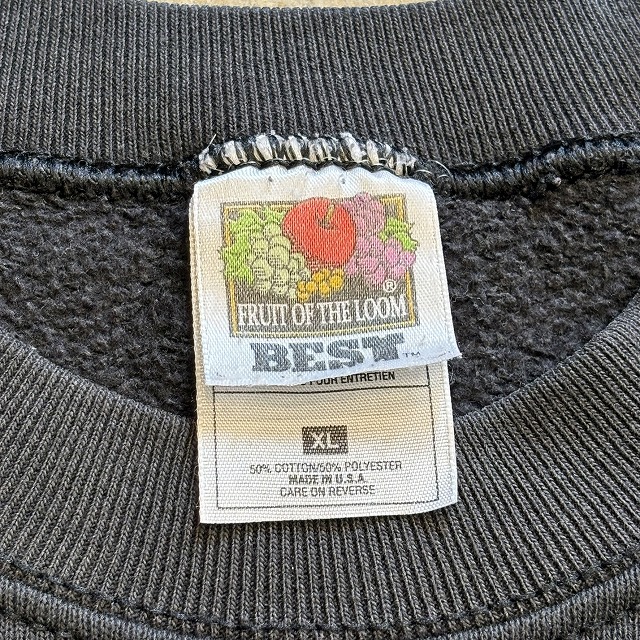 ®
FRUIT OF THE LOOM
BEST™
POUR ENTRETIEN
XL
50% COTTON/50% POLYESTER
MADE IN U.S.A.
CARE ON REVERSE